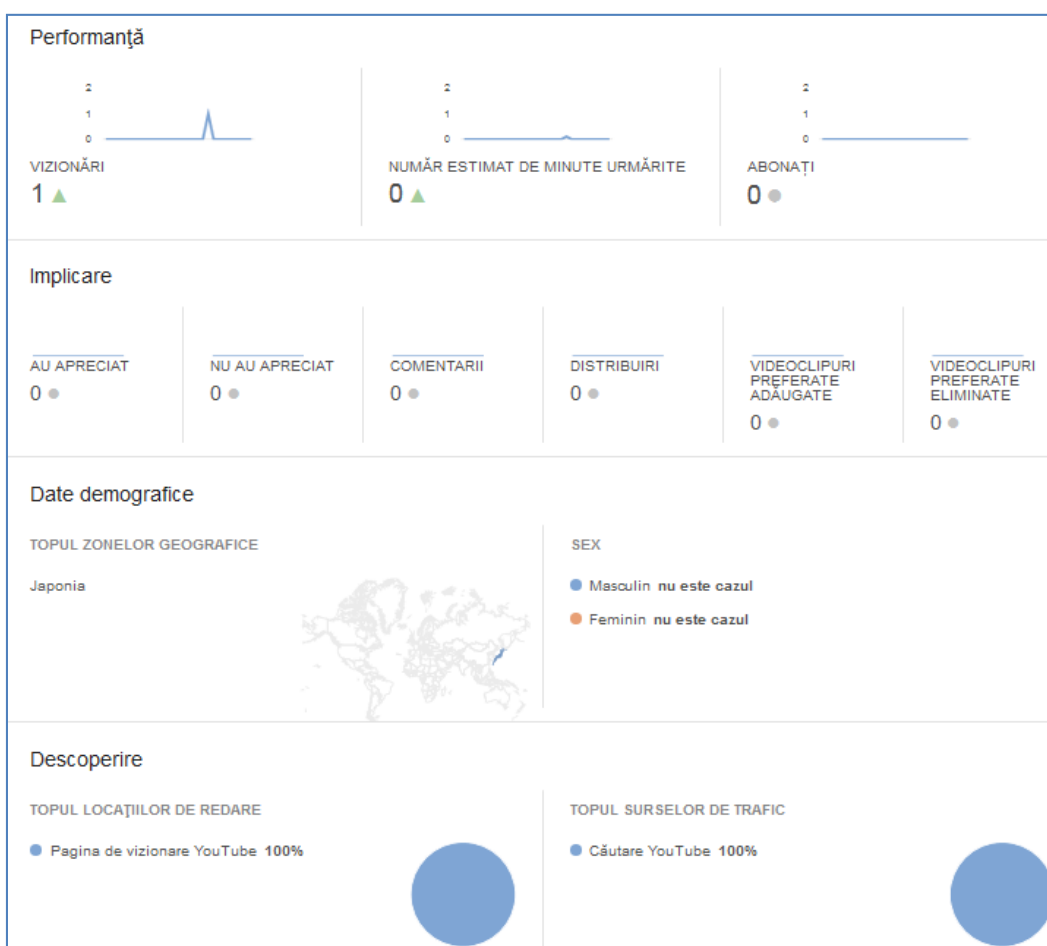 Performanţă
2
1
0
2
1
0
2
1
0
VIZIONĂRI
NUMĂR ESTIMAT DE MINUTE URMĂRITE
ABONAȚI
1
0
0
Implicare
AU APRECIAT
NU AU APRECIAT
COMENTARII
DISTRIBUIRI
VIDEOCLIPURI
PREFERATE
ADĂUGATE
VIDEOCLIPURI
PREFERATE
ELIMINATE
0
0
0
0
0
0
Date demografice
TOPUL ZONELOR GEOGRAFICE
Japonia
SEX
Masculin nu este cazul
Feminin nu este cazul
Descoperire
TOPUL LOCAŢIILOR DE REDARE
Pagina de vizionare YouTube 100%
TOPUL SURSELOR DE TRAFIC
Căutare YouTube 100%